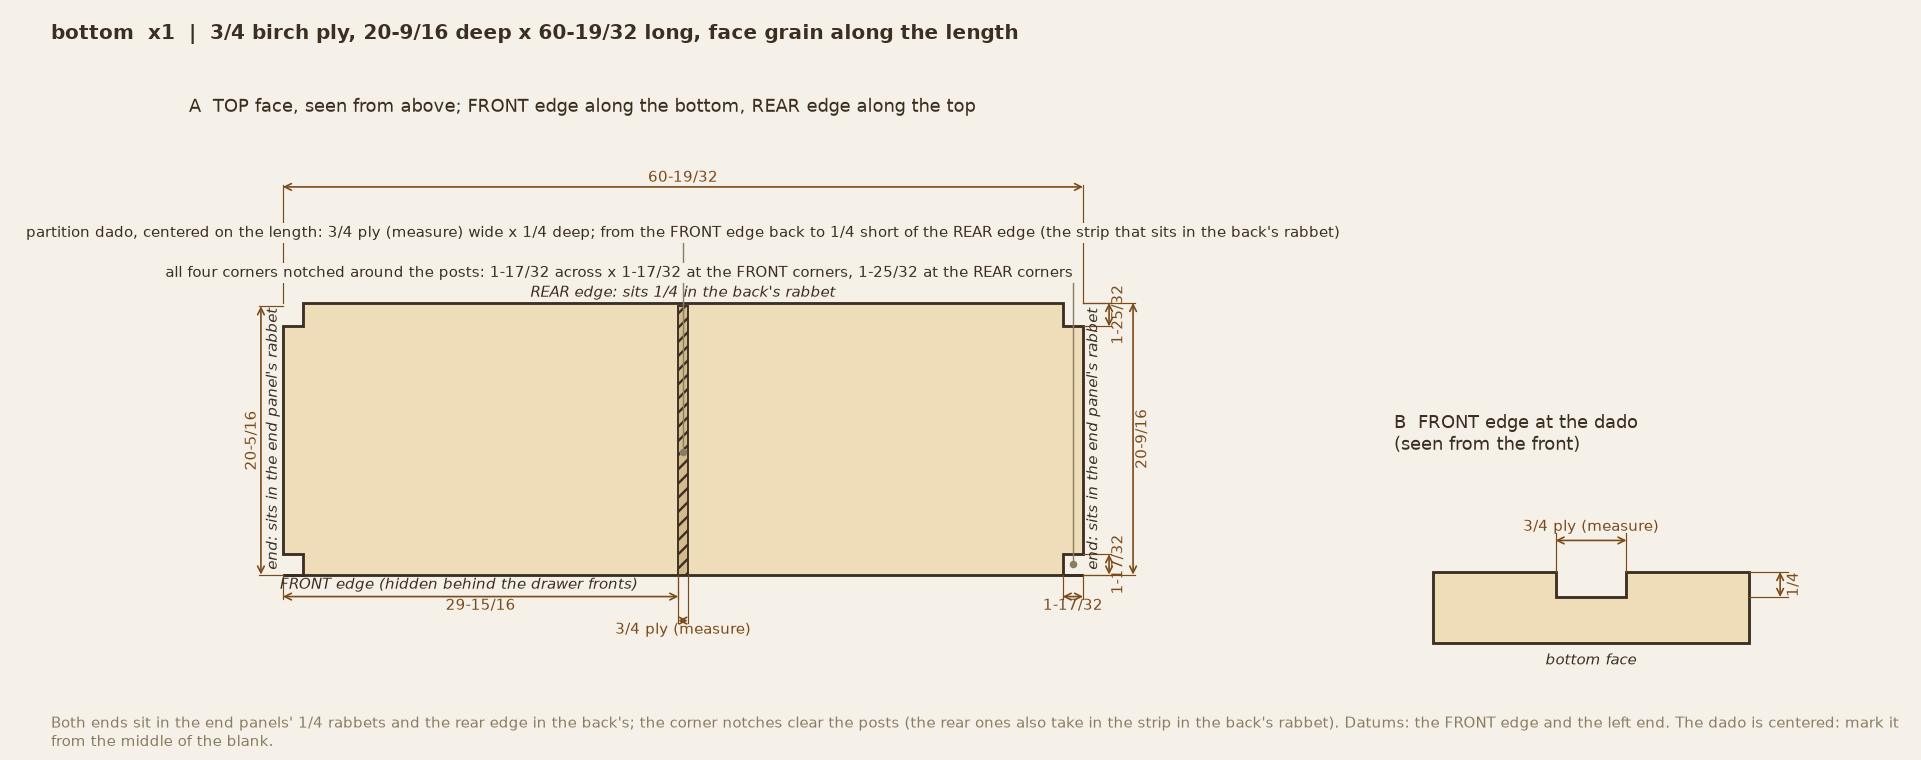 bottom  x1  |  3/4 birch ply, 20-9/16 deep x 60-19/32 long, face grain along the length
A  TOP face, seen from above; FRONT edge along the bottom, REAR edge along the top
60-19/32
partition dado, centered on the length: 3/4 ply (measure) wide x 1/4 deep; from the FRONT edge back to 1/4 short of the REAR edge (the strip that sits in the back's rabbet)
all four corners notched around the posts: 1-17/32 across x 1-17/32 at the FRONT corners, 1-25/32 at the REAR corners
REAR edge: sits 1/4 in the back's rabbet
20-5/16
end: sits in the end panel's rabbet
end: sits in the end panel's rabbet
1-25/32
20-9/16
1-17/32
FRONT edge (hidden behind the drawer fronts)
29-15/16
1-17/32
3/4 ply (measure)
B  FRONT edge at the dado
(seen from the front)
3/4 ply (measure)
1/4
bottom face
Both ends sit in the end panels' 1/4 rabbets and the rear edge in the back's; the corner notches clear the posts (the rear ones also take in the strip in the back's rabbet). Datums: the FRONT edge and the left end. The dado is centered: mark it
from the middle of the blank.